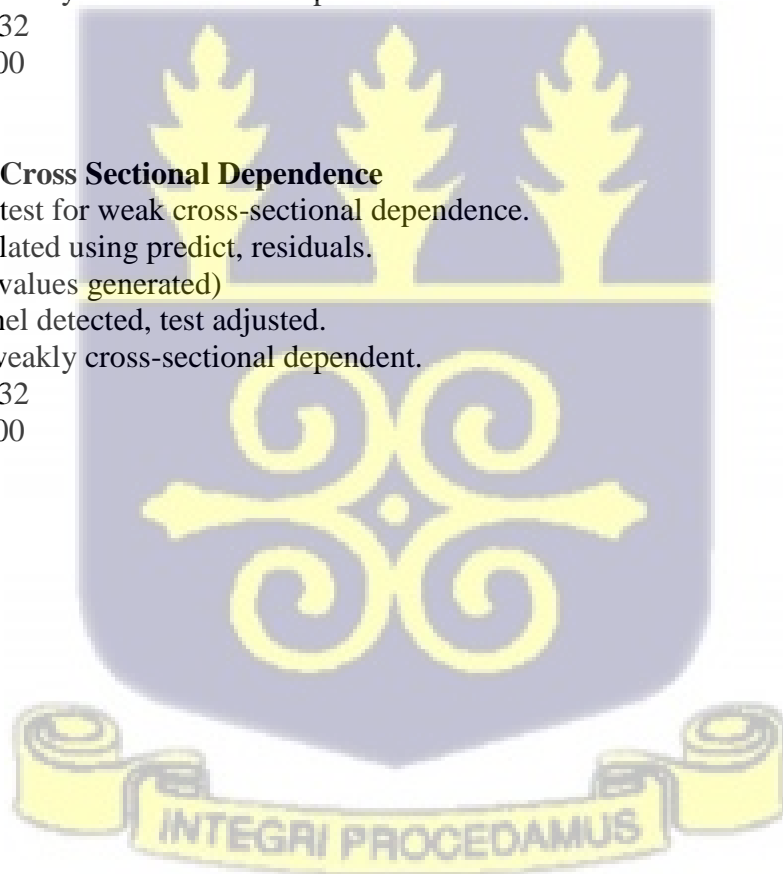 32
00
Cross Sectional Dependence
test for weak cross-sectional dependence.
lated using predict, residuals.
values generated)
nel detected, test adjusted.
weakly cross-sectional dependent.
32
00
INTEGRI PROCEDAMUS